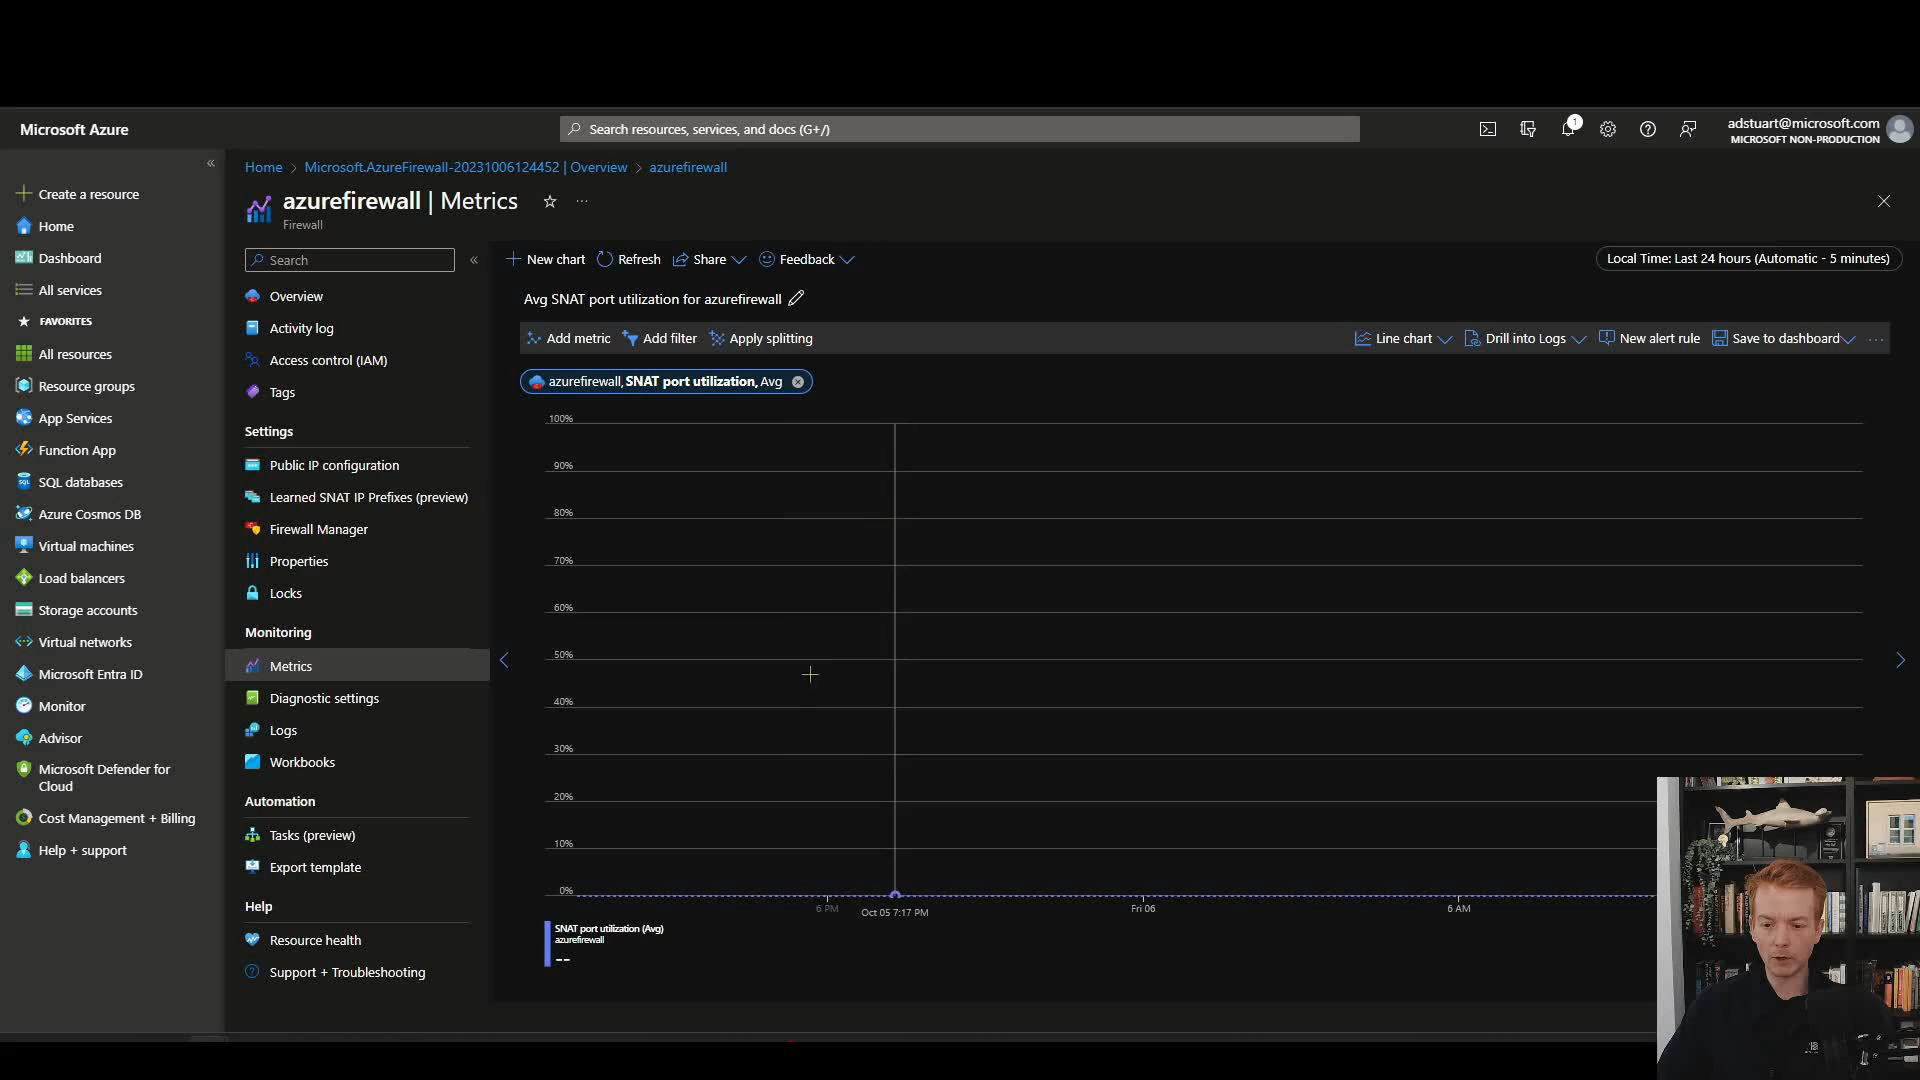 Microsoft Azure
Search resources, services, and docs (G+/)
1
adstuart@microsoft.com
MICROSOFT NON-PRODUCTION
Create a resource
Home
Dashboard
All services
FAVORITES
All resources
Resource groups
App Services
Function App
SQL databases
Azure Cosmos DB
Virtual machines
Load balancers
Storage accounts
Virtual networks
Microsoft Entra ID
Monitor
Advisor
Microsoft Defender for
Cloud
Cost Management + Billing
Help + support
Home > Microsoft.AzureFirewall-20231006124452 | Overview > azurefirewall
azurefirewall | Metrics
Firewall
Search
Overview
Activity log
Access control (IAM)
Tags
Settings
Public IP configuration
Learned SNAT IP Prefixes (preview)
Firewall Manager
Properties
Locks
Monitoring
Metrics
Diagnostic settings
Logs
Workbooks
Automation
Tasks (preview)
Export template
Help
Resource health
Support + Troubleshooting
New chart Refresh Share Feedback
Local Time: Last 24 hours (Automatic - 5 minutes)
Avg SNAT port utilization for azurefirewall
Add metric Add filter Apply splitting
Line chart Drill into Logs New alert rule Save to dashboard
azurefirewall, SNAT port utilization, Avg
100%
90%
80%
70%
60%
50%
40%
30%
20%
10%
0%
6 PM Oct 05 7:17 PM Fri 06 6 AM
SNAT port utilization (Avg)
azurefirewall
--